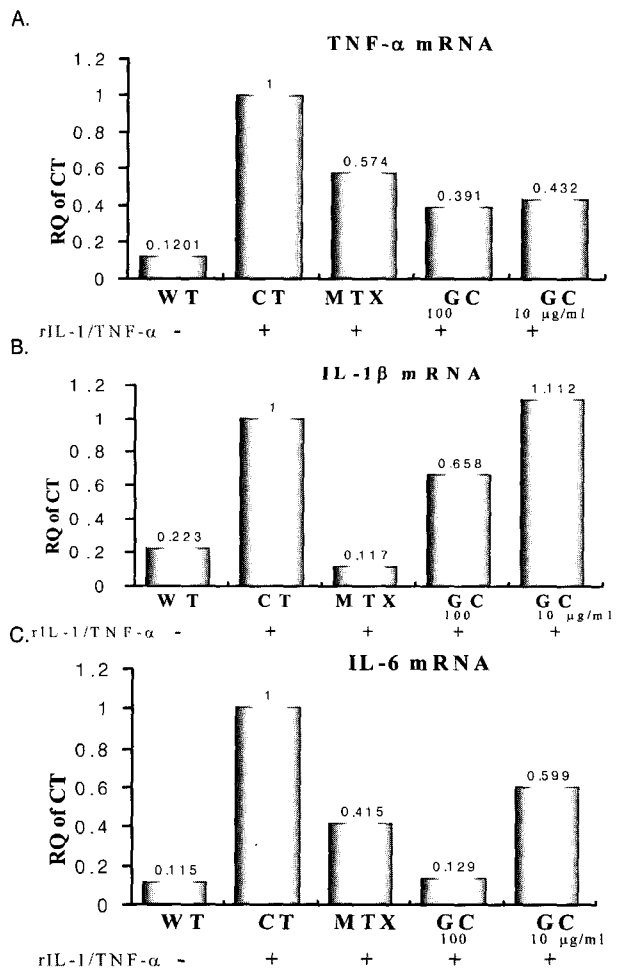 A.
TNF-α mRNA
1.2
1
0.8
0.6
0.4
0.2
0
RQ of CT
0.1201
1
0.574
0.391
0.432
WT CT MTX GC GC
100 10 µg/ml
rIL-1/TNF-α - + + + +
B.
IL-1β mRNA
1.2
1
0.8
0.6
0.4
0.2
0
RQ of CT
0.223
1
0.117
0.658
1.112
WT CT MTX GC GC
100 10 µg/ml
rIL-1/TNF-α - + + + +
C.
IL-6 mRNA
1.2
1
0.8
0.6
0.4
0.2
0
RQ of CT
0.115
1
0.415
0.129
0.599
WT CT MTX GC GC
100 10 µg/ml
rIL-1/TNF-α - + + + +